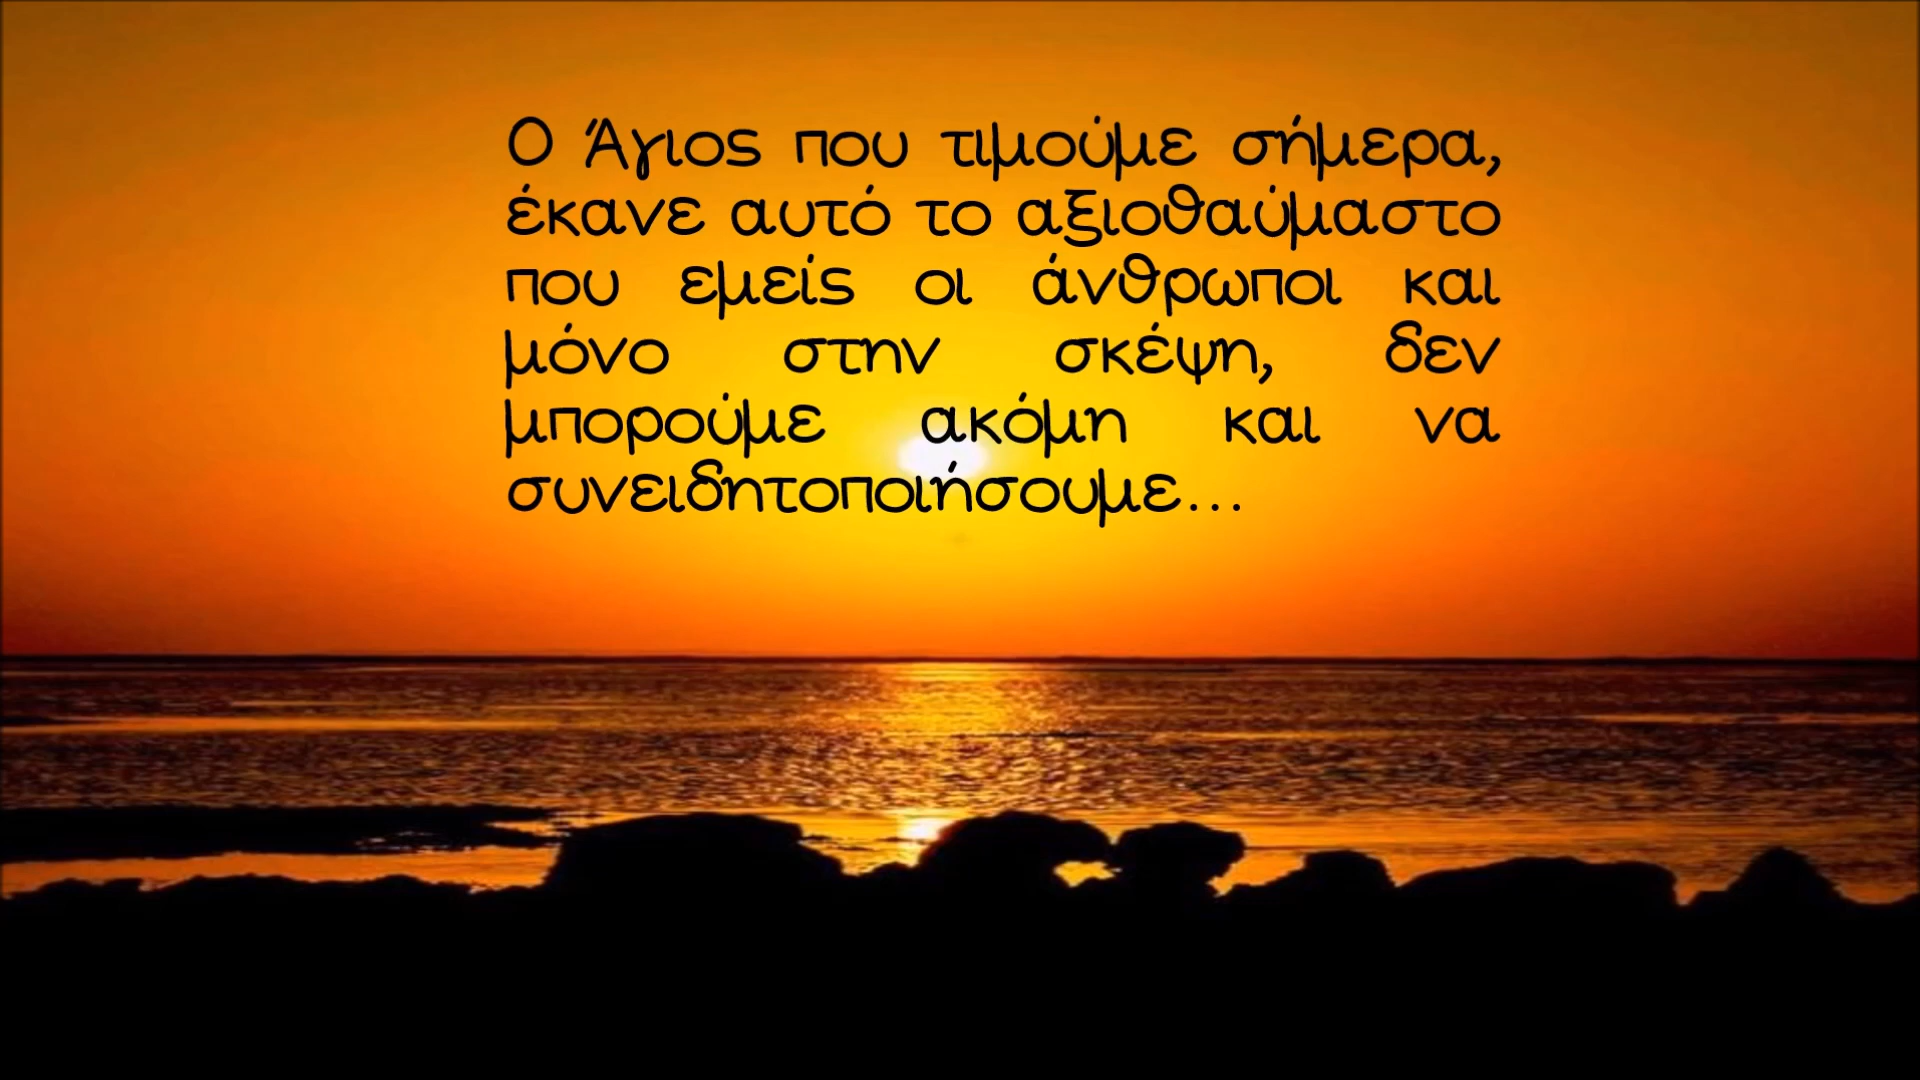 Ο Άγιος που τιμούμε σήμερα,
έκανε αυτό το αξιοθαύμαστο
που εμείς οι άνθρωποι και
μόνο στην σκέψη, δεν
μπορούμε ακόμη και να
συνειδητοποιήσουμε...